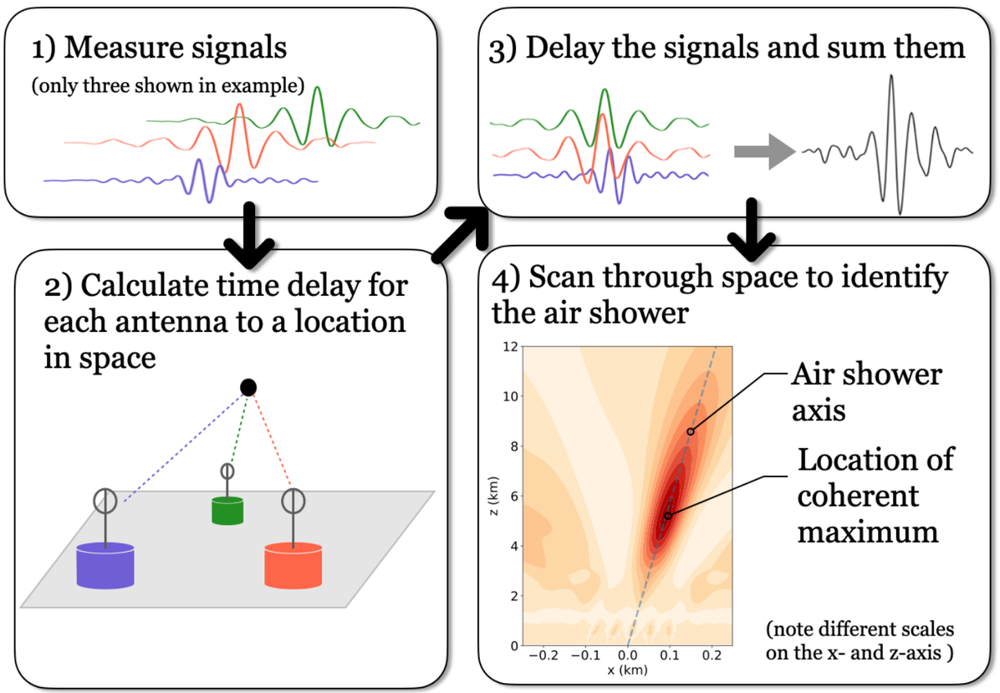 1) Measure signals
(only three shown in example)
2) Calculate time delay for
each antenna to a location
in space
3) Delay the signals and sum them
4) Scan through space to identify
the air shower
12
10
8
6
4
2
0
z (km)
−0.2 −0.1 0.0 0.1 0.2
x (km)
Air shower
axis
Location of
coherent
maximum
(note different scales
on the x- and z-axis )